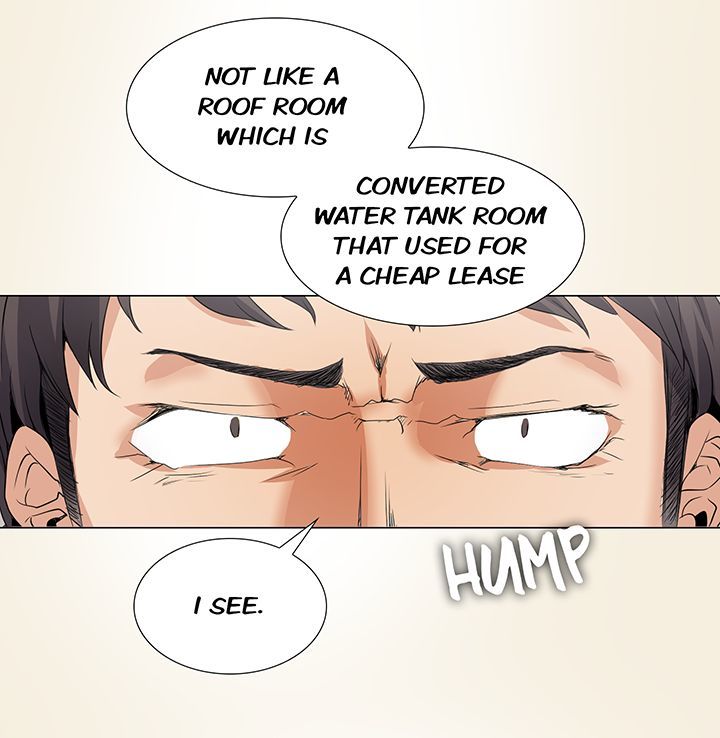 NOT LIKE A
ROOF ROOM
WHICH IS
CONVERTED
WATER TANK ROOM
THAT USED FOR
A CHEAP LEASE
I SEE.
HUMP